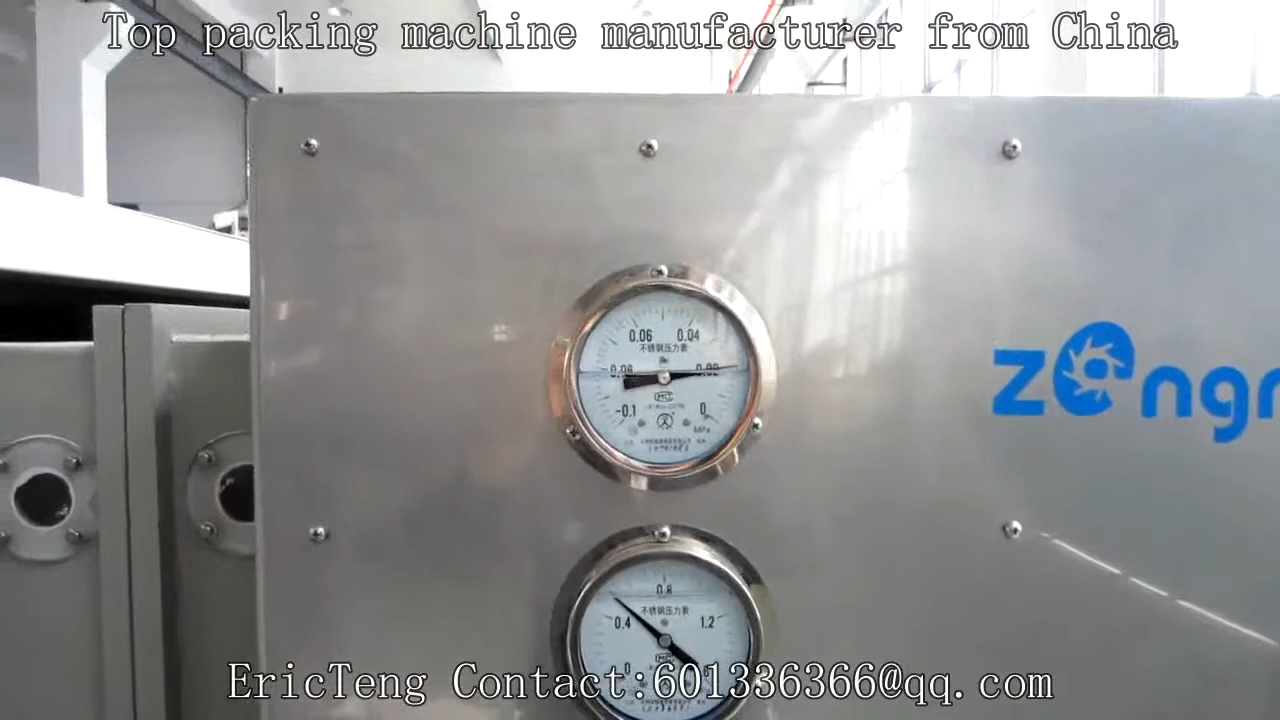 Top packing machine manufacturer from China
0.06 0.04
不锈钢压力表
0.08 0.02
MC
-0.1 0
MPa
zongr
0.8
不锈钢压力表
0.4 1.2
EricTeng Contact:601336366@qq.com